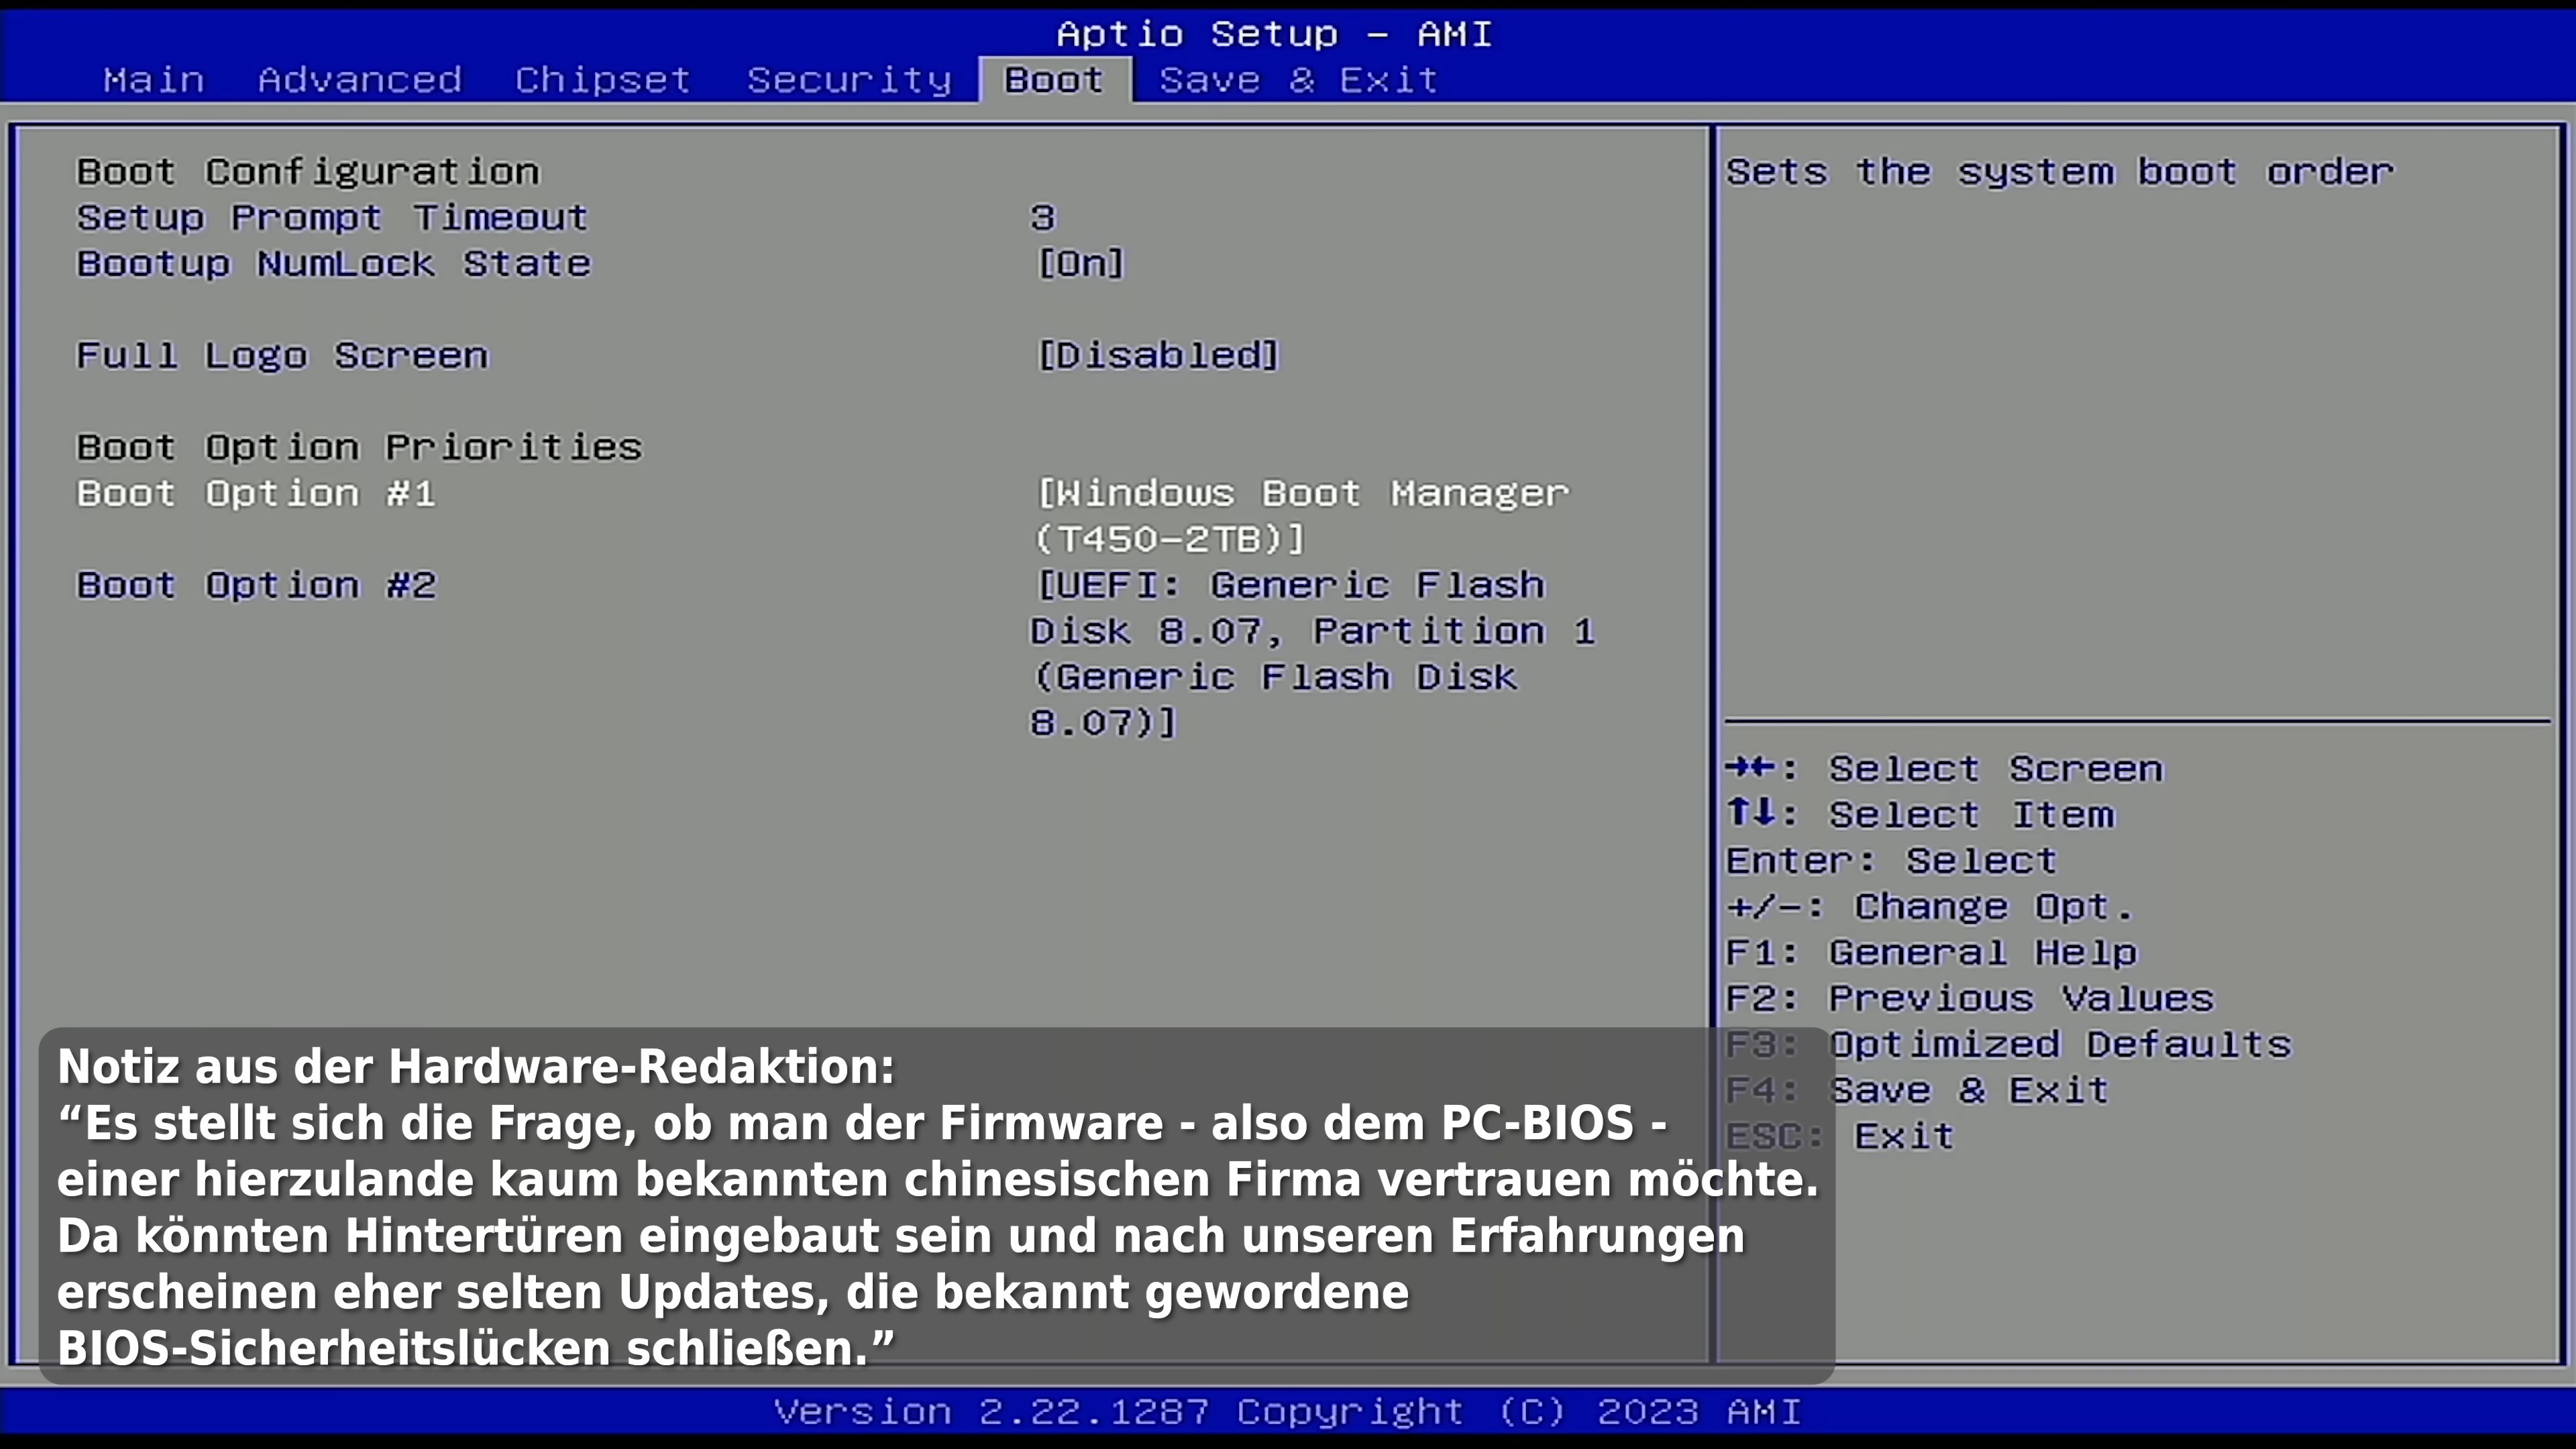 Aptio Setup – AMI
Main Advanced Chipset Security Boot Save & Exit
Boot Configuration
Setup Prompt Timeout 3
Bootup NumLock State [On]
Full Logo Screen [Disabled]
Boot Option Priorities
Boot Option #1 [Windows Boot Manager
(T450-2TB)]
Boot Option #2 [UEFI: Generic Flash
Disk 8.07, Partition 1
(Generic Flash Disk
8.07)]
Sets the system boot order
→←: Select Screen
↑↓: Select Item
Enter: Select
+/-: Change Opt.
F1: General Help
F2: Previous Values
F3: Optimized Defaults
F4: Save & Exit
ESC: Exit
Notiz aus der Hardware-Redaktion:
“Es stellt sich die Frage, ob man der Firmware - also dem PC-BIOS -
einer hierzulande kaum bekannten chinesischen Firma vertrauen möchte.
Da könnten Hintertüren eingebaut sein und nach unseren Erfahrungen
erscheinen eher selten Updates, die bekannt gewordene
BIOS-Sicherheitslücken schließen.”
Version 2.22.1287 Copyright (C) 2023 AMI